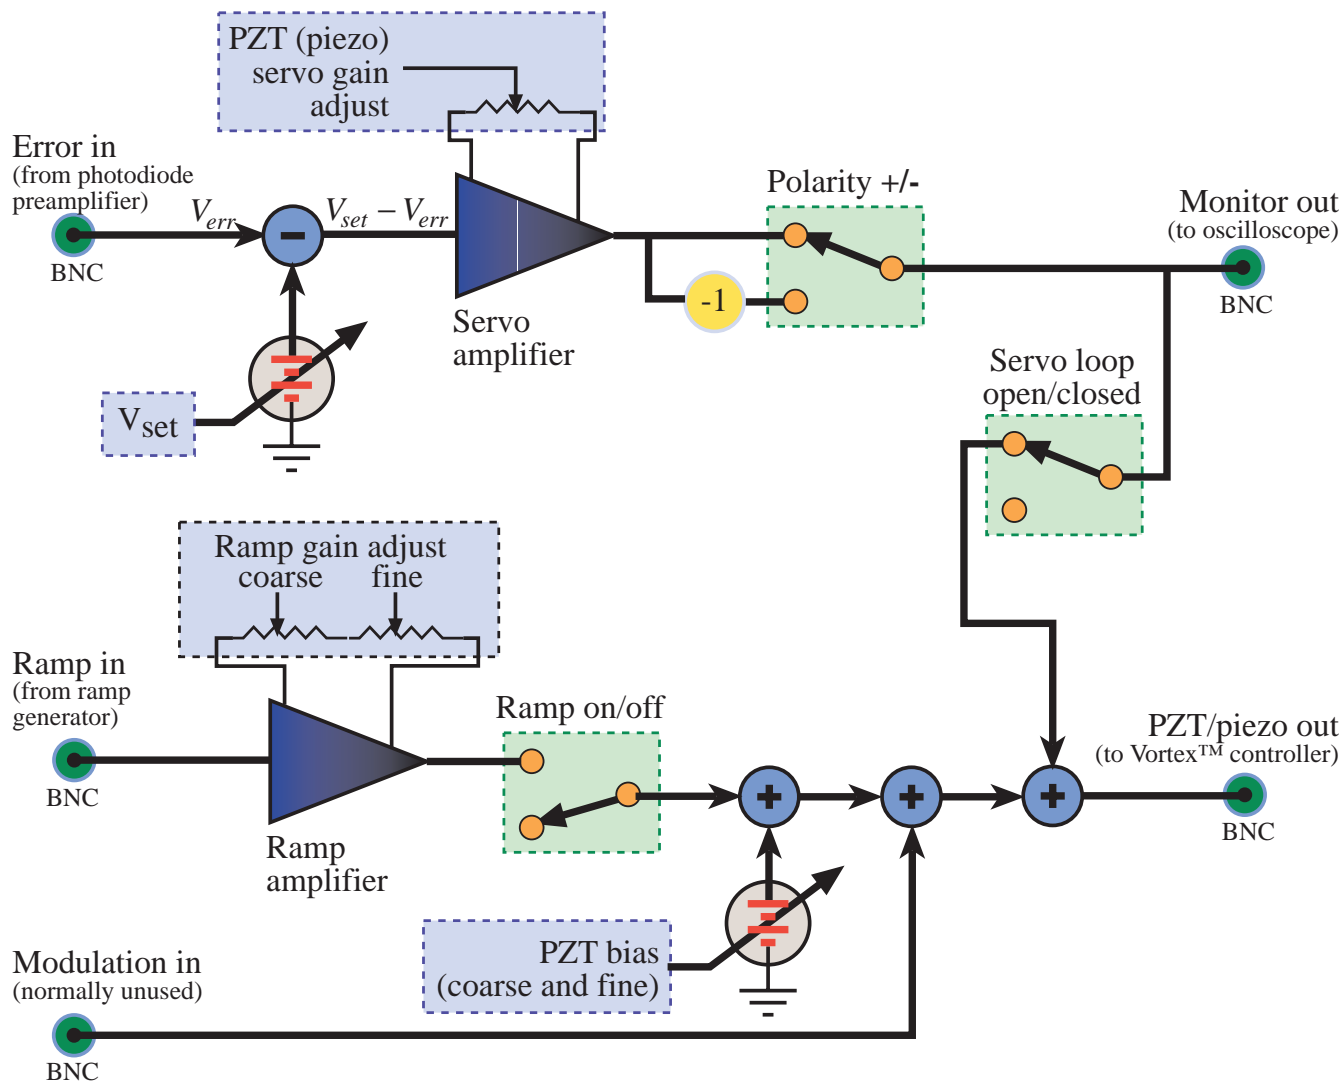 PZT (piezo)
servo gain
adjust
Error in
(from photodiode
preamplifier)
V_err
BNC
-
V_set − V_err
Servo
amplifier
V_set
Polarity +/-
-1
Monitor out
(to oscilloscope)
BNC
Servo loop
open/closed
Ramp gain adjust
coarse fine
Ramp in
(from ramp
generator)
BNC
Ramp
amplifier
Ramp on/off
+
+
+
PZT/piezo out
(to Vortex™ controller)
BNC
PZT bias
(coarse and fine)
Modulation in
(normally unused)
BNC